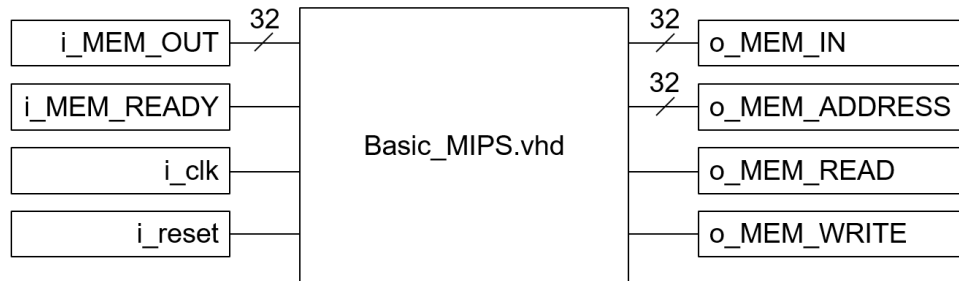 32
i_MEM_OUT
i_MEM_READY
i_clk
i_reset
Basic_MIPS.vhd
32
o_MEM_IN
32
o_MEM_ADDRESS
o_MEM_READ
o_MEM_WRITE